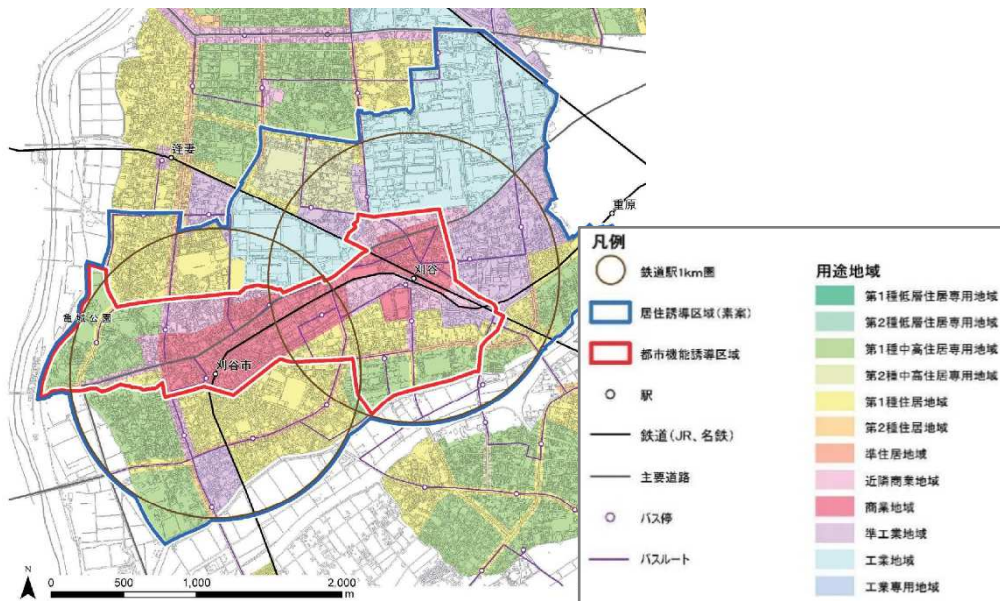 逢妻
重原
刈谷
亀城公園
刈谷市
N
0 500 1,000 2,000
m
凡例
鉄道駅1km圏
居住誘導区域(素案)
都市機能誘導区域
駅
鉄道(JR、名鉄)
主要道路
バス停
バスルート
用途地域
第1種低層住居専用地域
第2種低層住居専用地域
第1種中高住居専用地域
第2種中高住居専用地域
第1種住居地域
第2種住居地域
準住居地域
近隣商業地域
商業地域
準工業地域
工業地域
工業専用地域